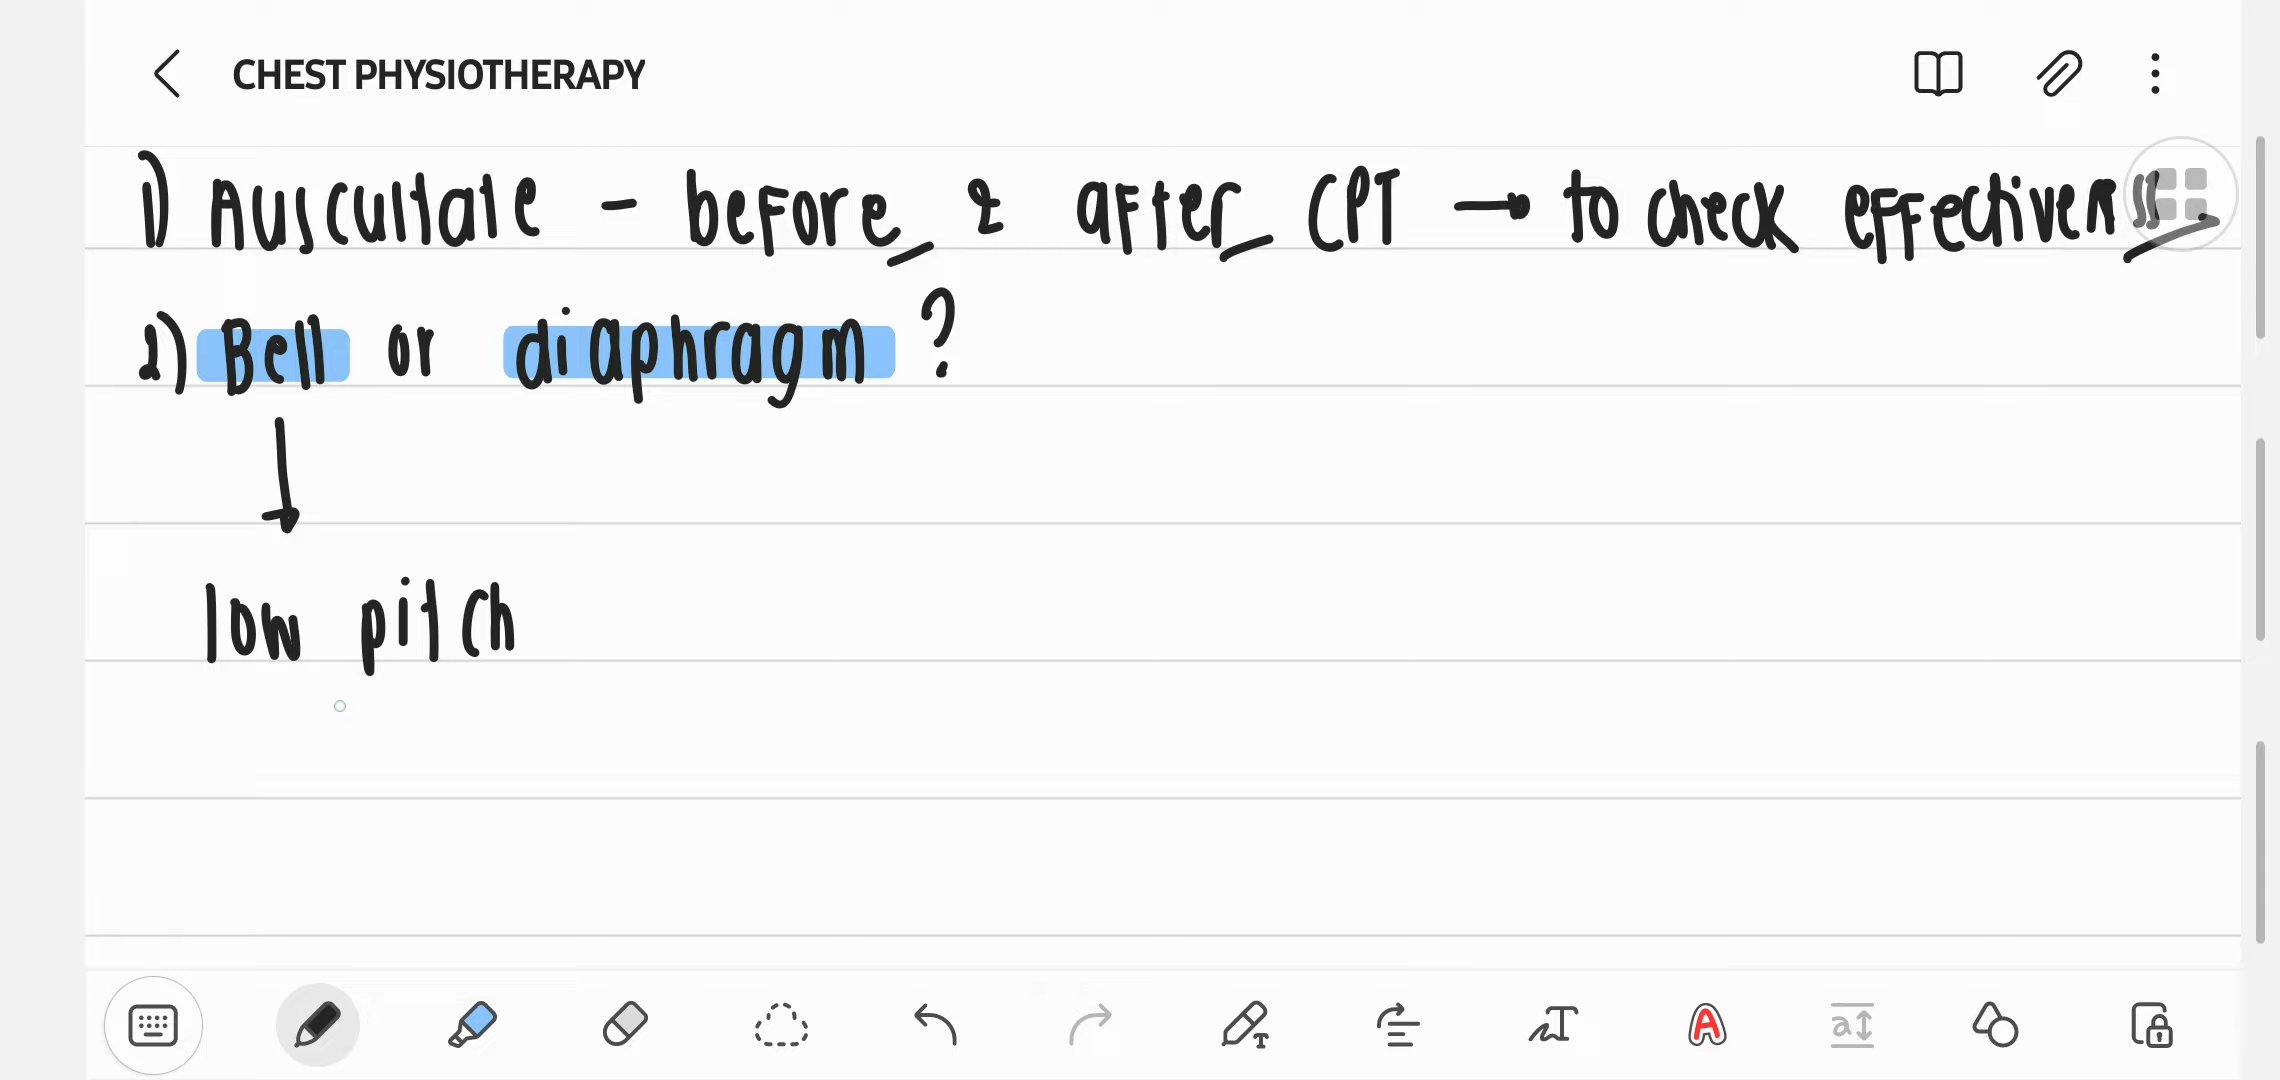 CHEST PHYSIOTHERAPY
1) Auscultate - before & after CPT → to check effectiveness
2) Bell or diaphragm ?
↓
low pitch